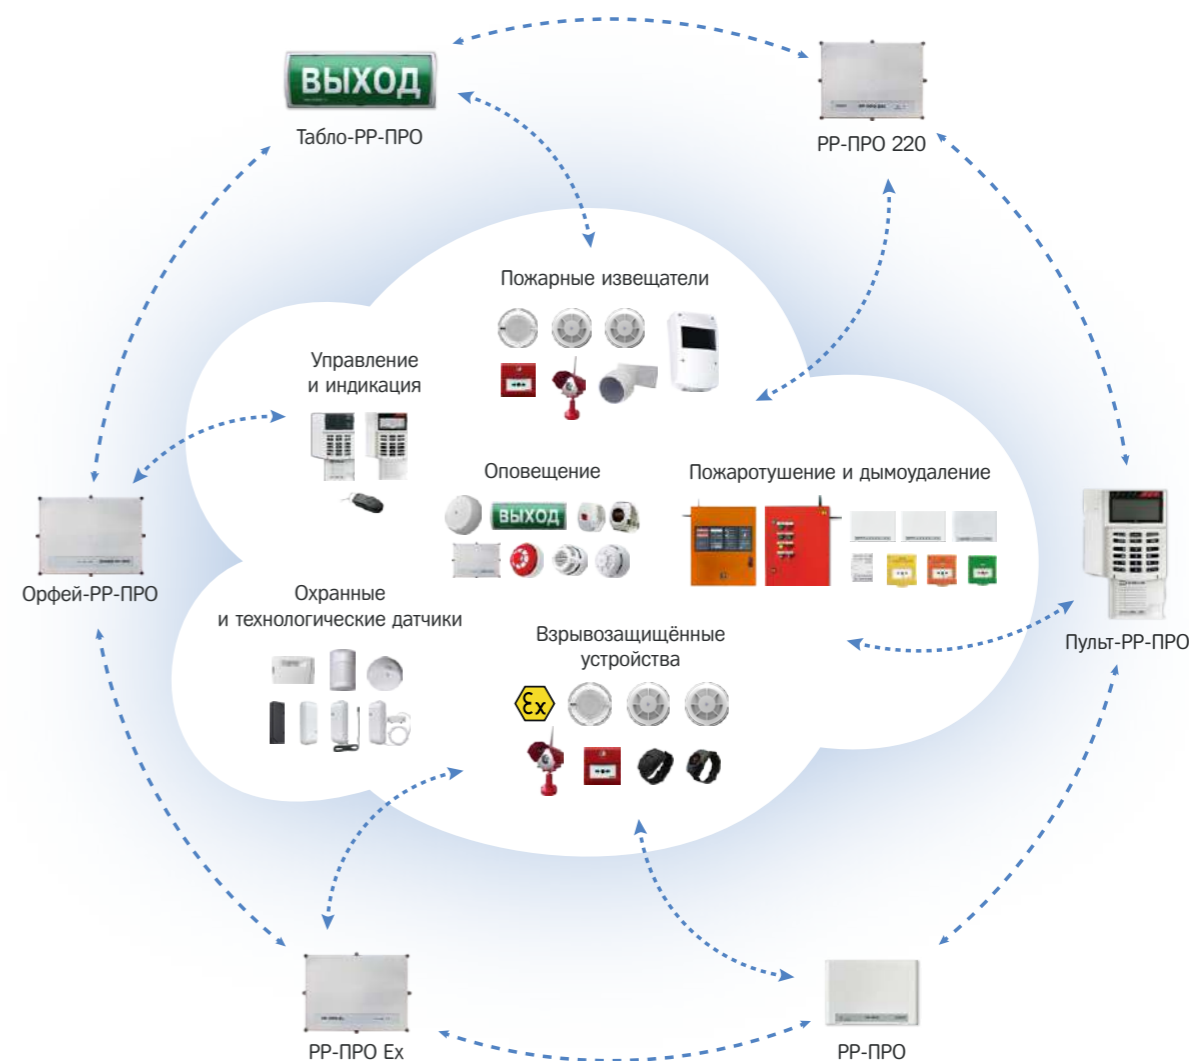 ВЫХОД
Табло-РР-ПРО
РР-ПРО 220
Пожарные извещатели
Управление
и индикация
Оповещение
ВЫХОД
Пожаротушение и дымоудаление
Орфей-РР-ПРО
Охранные
и технологические датчики
Взрывозащищённые
устройства
Ex
Пульт-РР-ПРО
РР-ПРО Ex
РР-ПРО